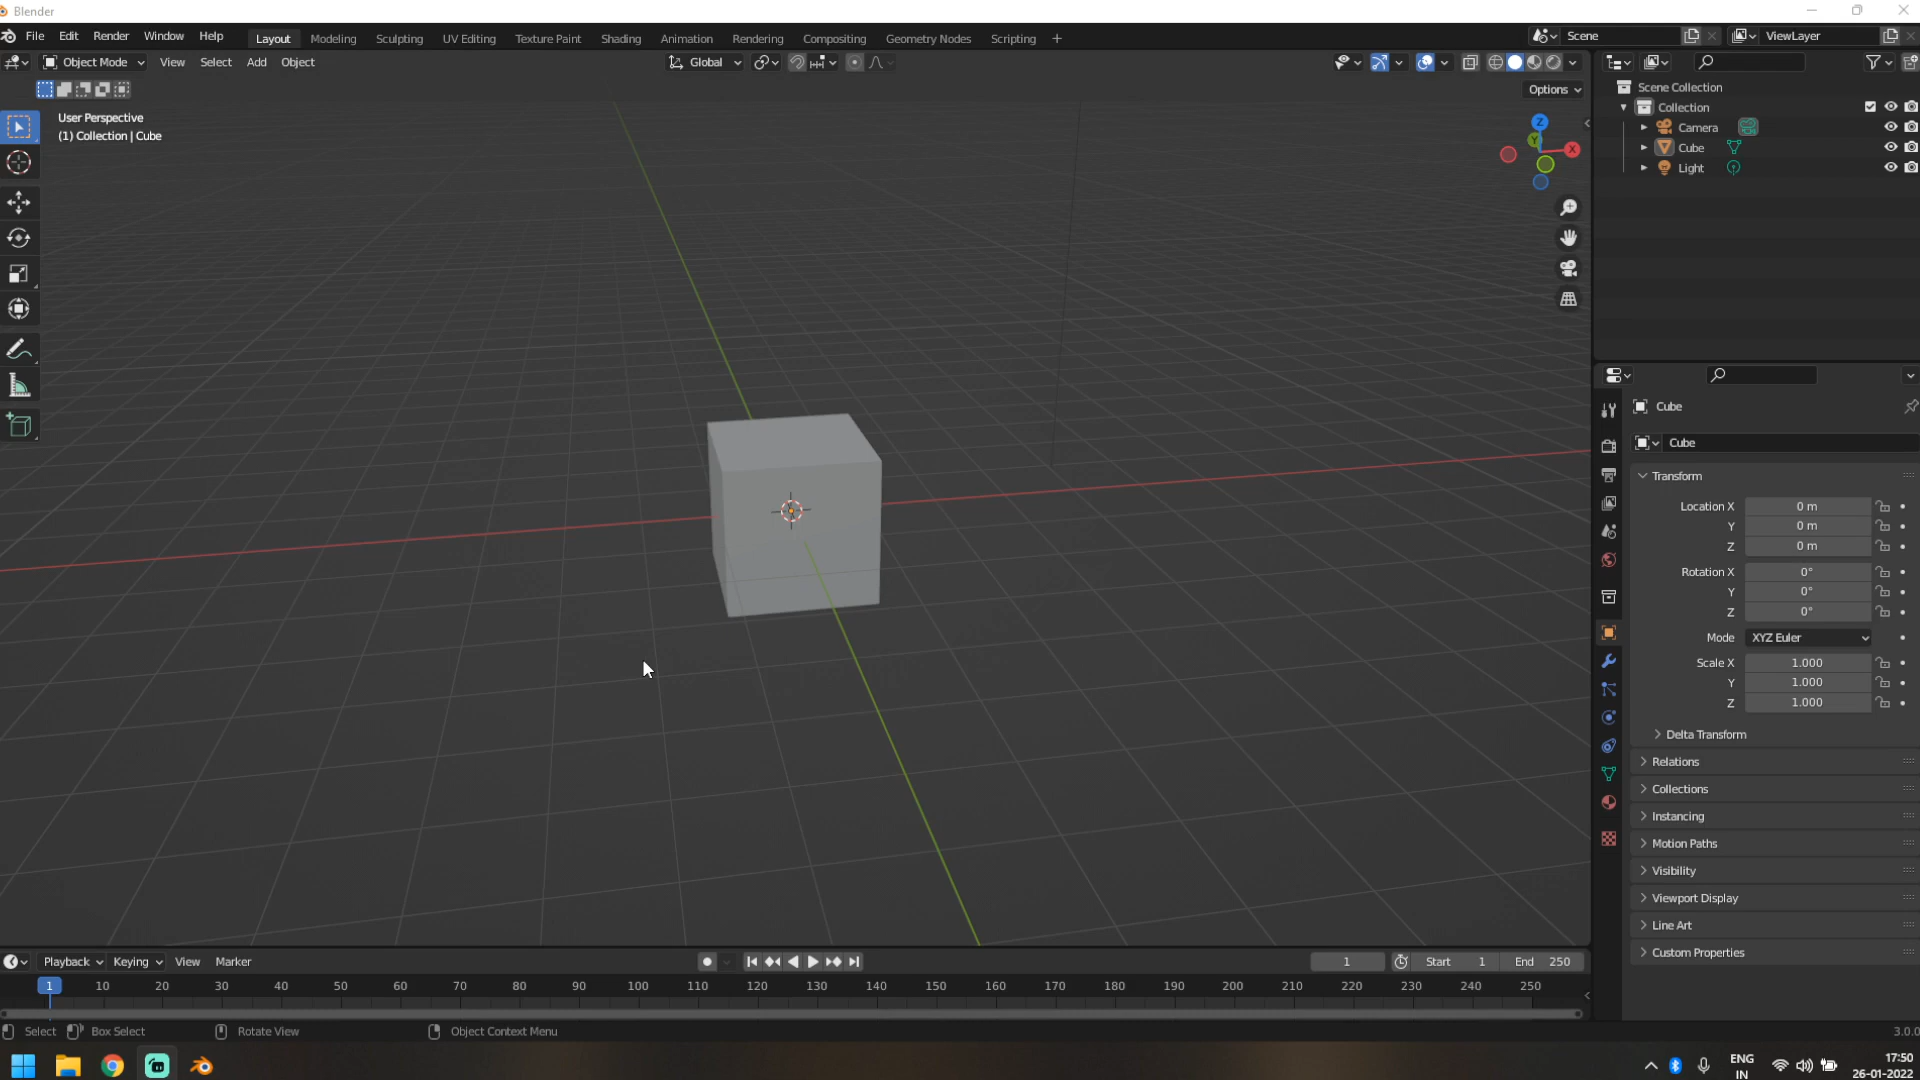 Blender
File Edit Render Window Help Layout Modeling Sculpting UV Editing Texture Paint Shading Animation Rendering Compositing Geometry Nodes Scripting + Scene ViewLayer
Object Mode View Select Add Object Global
Options
User Perspective
(1) Collection | Cube
Z
Y
X
Scene Collection
Collection
Camera
Cube
Light
Cube
Cube
Transform
Location X 0 m
Y 0 m
Z 0 m
Rotation X 0°
Y 0°
Z 0°
Mode XYZ Euler
Scale X 1.000
Y 1.000
Z 1.000
Delta Transform
Relations
Collections
Instancing
Motion Paths
Visibility
Viewport Display
Line Art
Custom Properties
Playback Keying View Marker 1 Start 1 End 250
1 10 20 30 40 50 60 70 80 90 100 110 120 130 140 150 160 170 180 190 200 210 220 230 240 250
Select Box Select Rotate View Object Context Menu 3.0.0
ENG
IN
17:50
26-01-2022